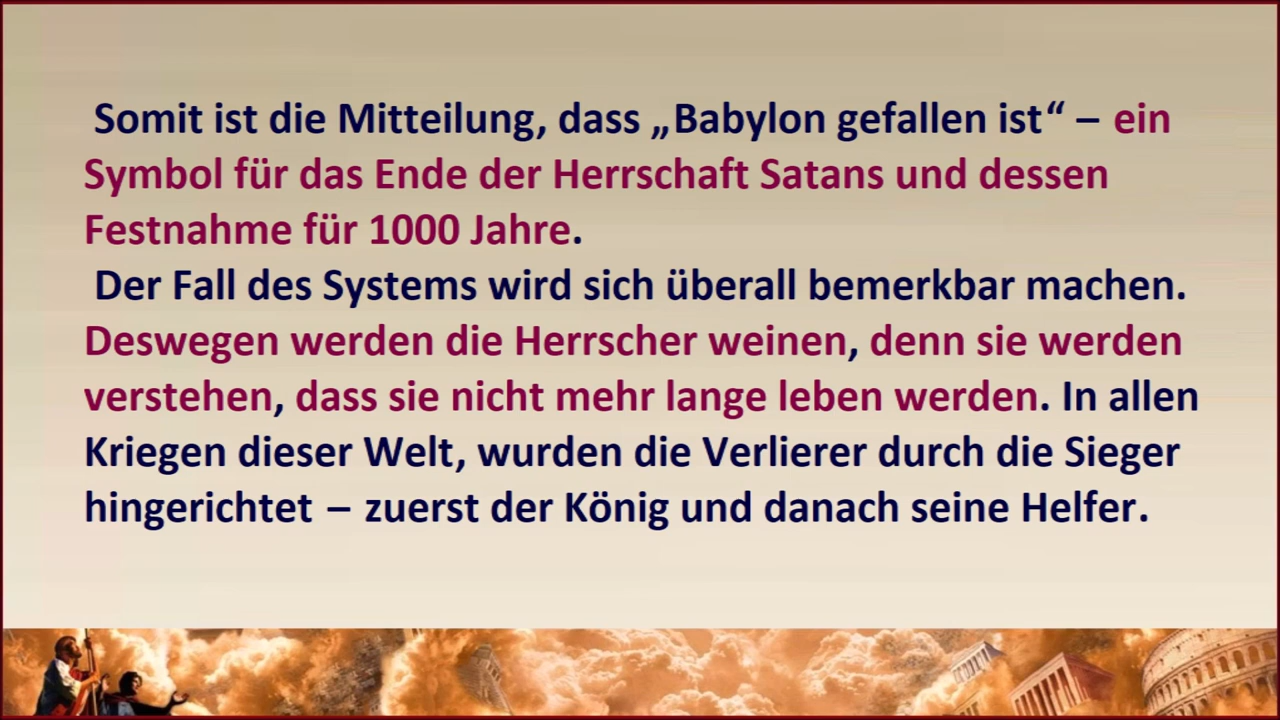 Somit ist die Mitteilung, dass „Babylon gefallen ist“ – ein
Symbol für das Ende der Herrschaft Satans und dessen
Festnahme für 1000 Jahre.
Der Fall des Systems wird sich überall bemerkbar machen.
Deswegen werden die Herrscher weinen, denn sie werden
verstehen, dass sie nicht mehr lange leben werden. In allen
Kriegen dieser Welt, wurden die Verlierer durch die Sieger
hingerichtet – zuerst der König und danach seine Helfer.